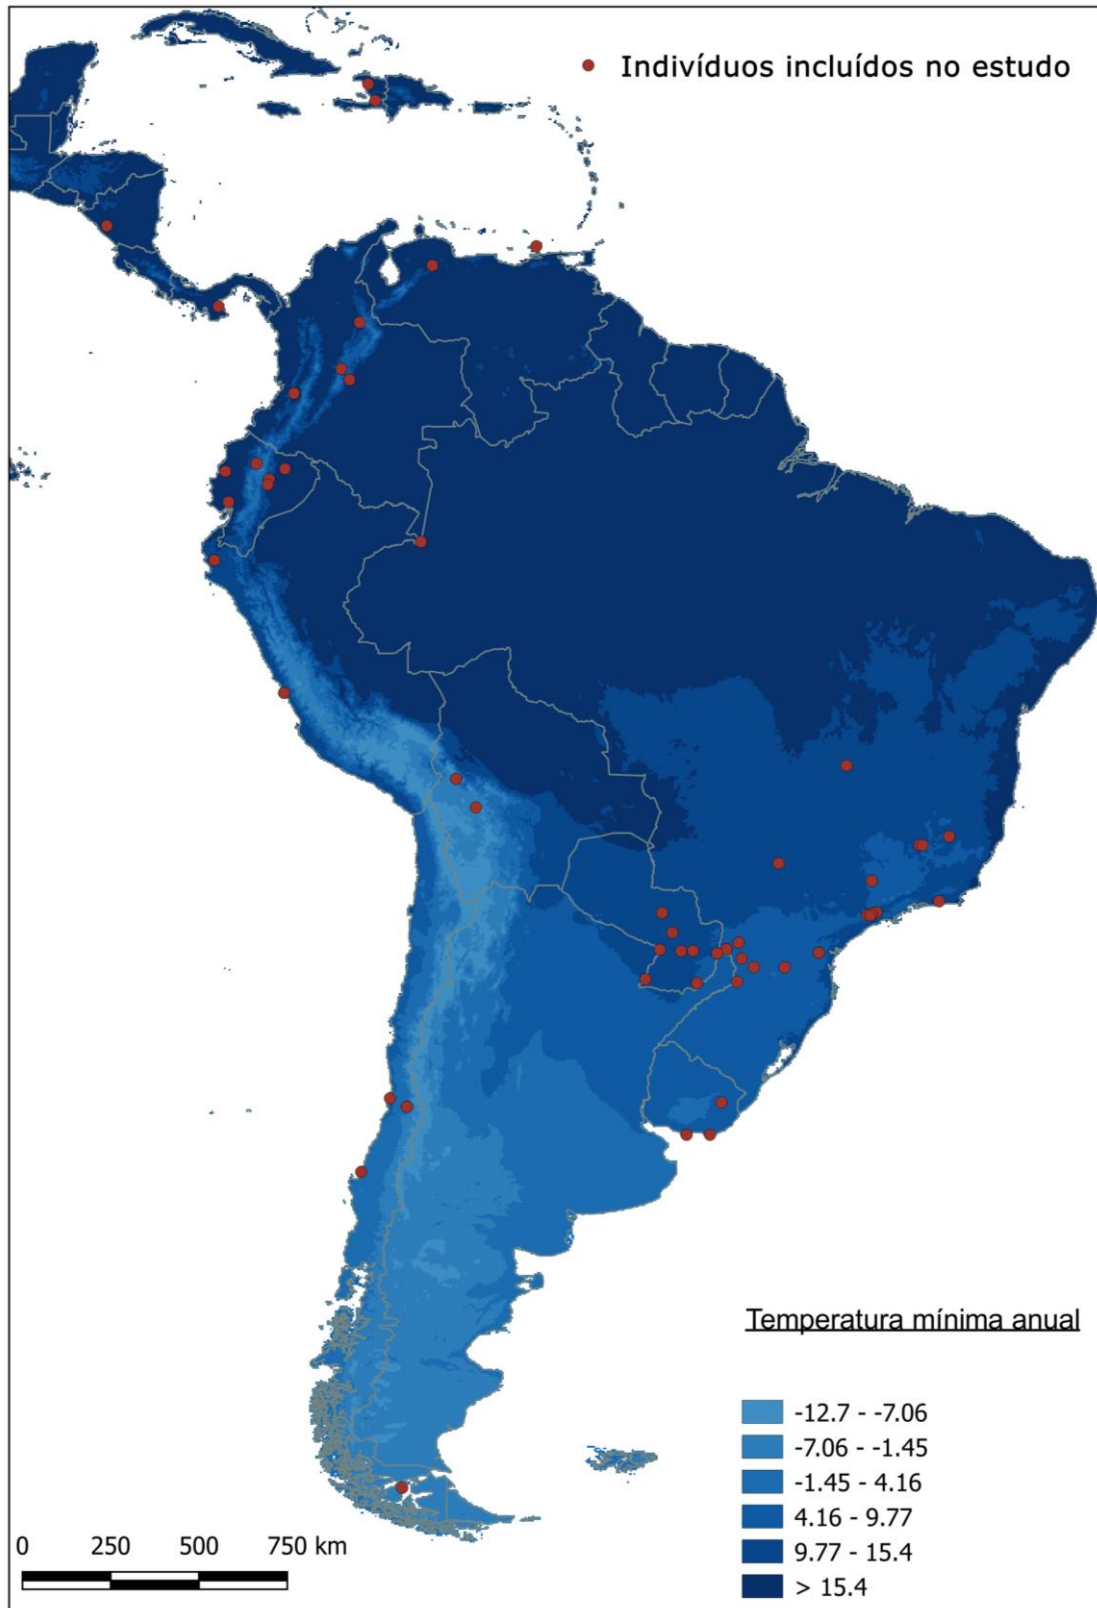 Indivíduos incluídos no estudo
Temperatura mínima anual
-12.7 - -7.06
-7.06 - -1.45
-1.45 - 4.16
4.16 - 9.77
9.77 - 15.4
> 15.4
0 250 500 750 km